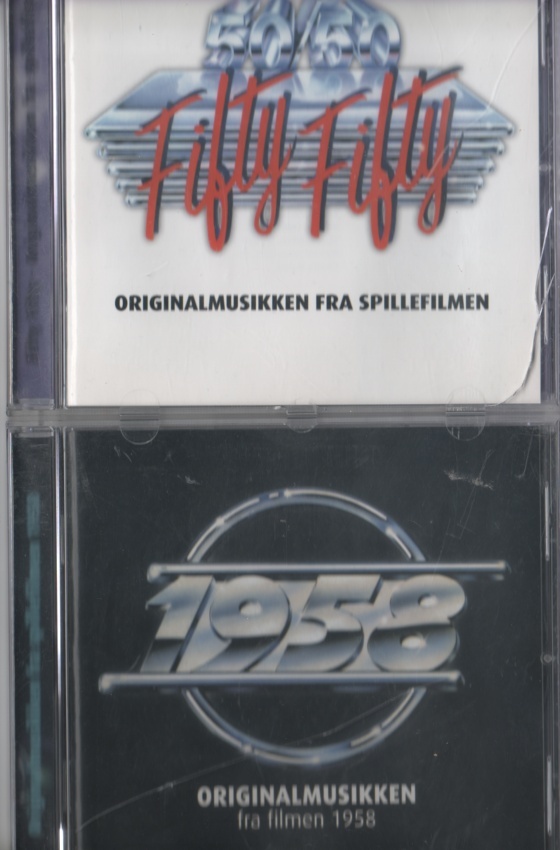 50/50
Fifty Fifty
ORIGINALMUSIKKEN FRA SPILLEFILMEN
1958
ORIGINALMUSIKKEN
fra filmen 1958